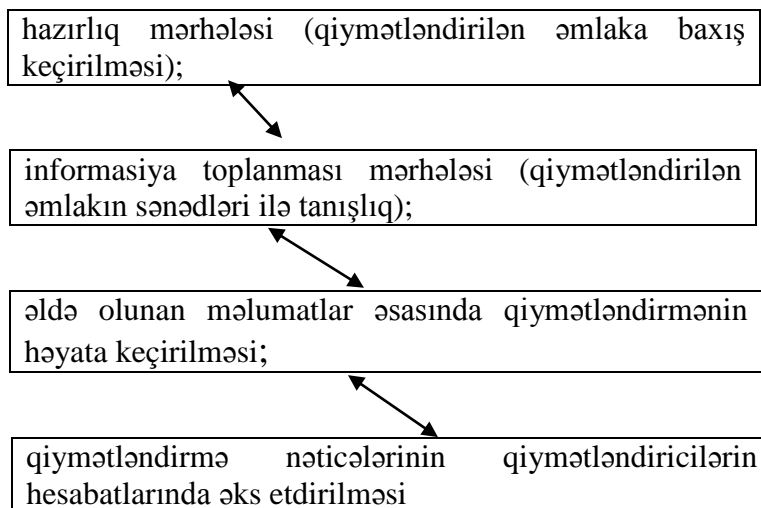 hazırlıq mərhələsi (qiymətləndirilən əmlaka baxış
keçirilməsi);
informasiya toplanması mərhələsi (qiymətləndirilən
əmlakın sənədləri ilə tanışlıq);
əldə olunan məlumatlar əsasında qiymətləndirmənin
həyata keçirilməsi;
qiymətləndirmə nəticələrinin qiymətləndiricilərin
hesabatlarında əks etdirilməsi